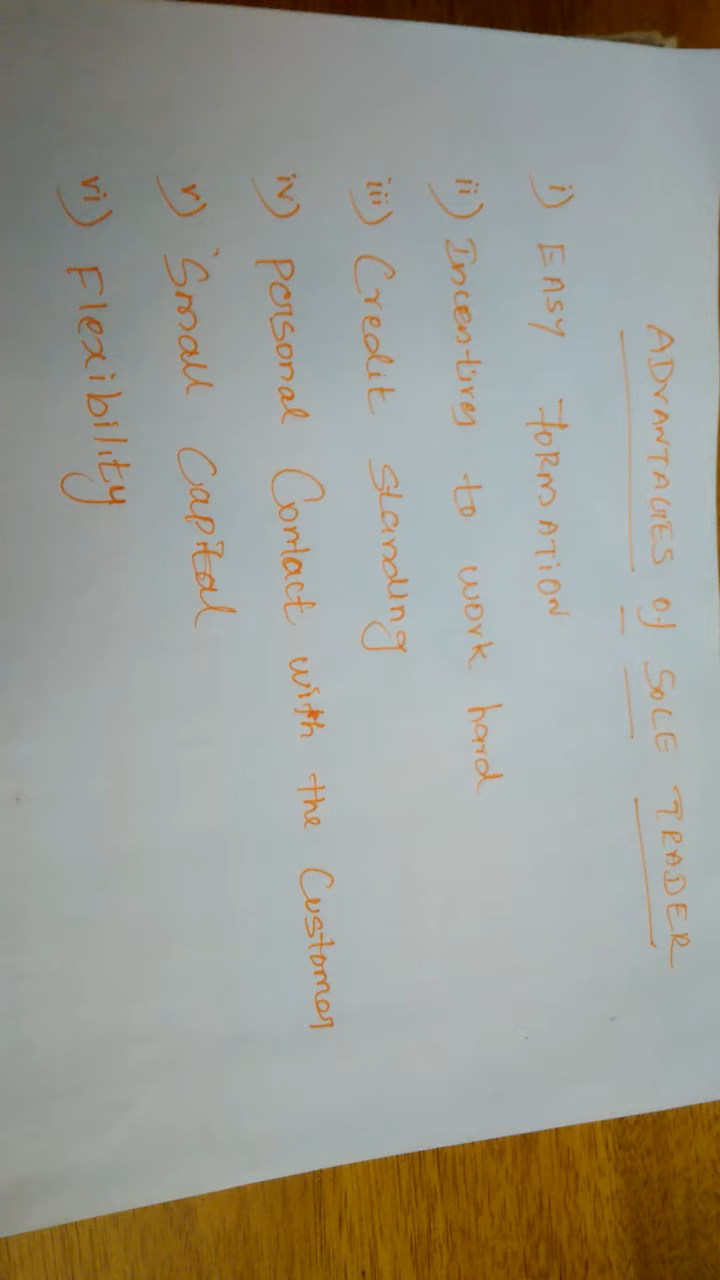 ADVANTAGES of SOLE TRADER
i) EASY FORMATION
ii) Incentives to work hard
iii) Credit Standing
iv) Personal Contact with the Customer
v) Small Capital
vi) Flexibility